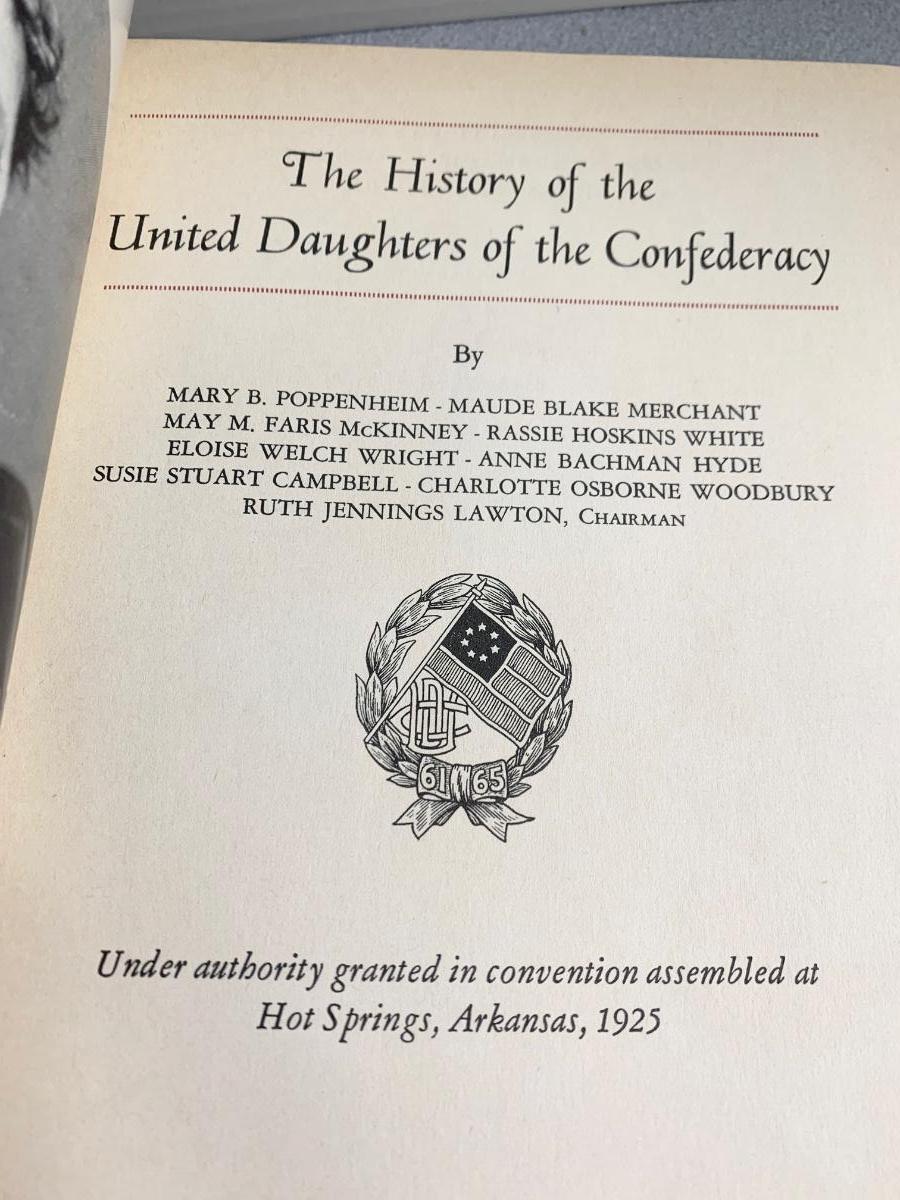 The History of the
United Daughters of the Confederacy
By
MARY B. POPPENHEIM - MAUDE BLAKE MERCHANT
MAY M. FARIS McKINNEY - RASSIE HOSKINS WHITE
ELOISE WELCH WRIGHT - ANNE BACHMAN HYDE
SUSIE STUART CAMPBELL - CHARLOTTE OSBORNE WOODBURY
RUTH JENNINGS LAWTON, CHAIRMAN
UDC
61 65
Under authority granted in convention assembled at
Hot Springs, Arkansas, 1925